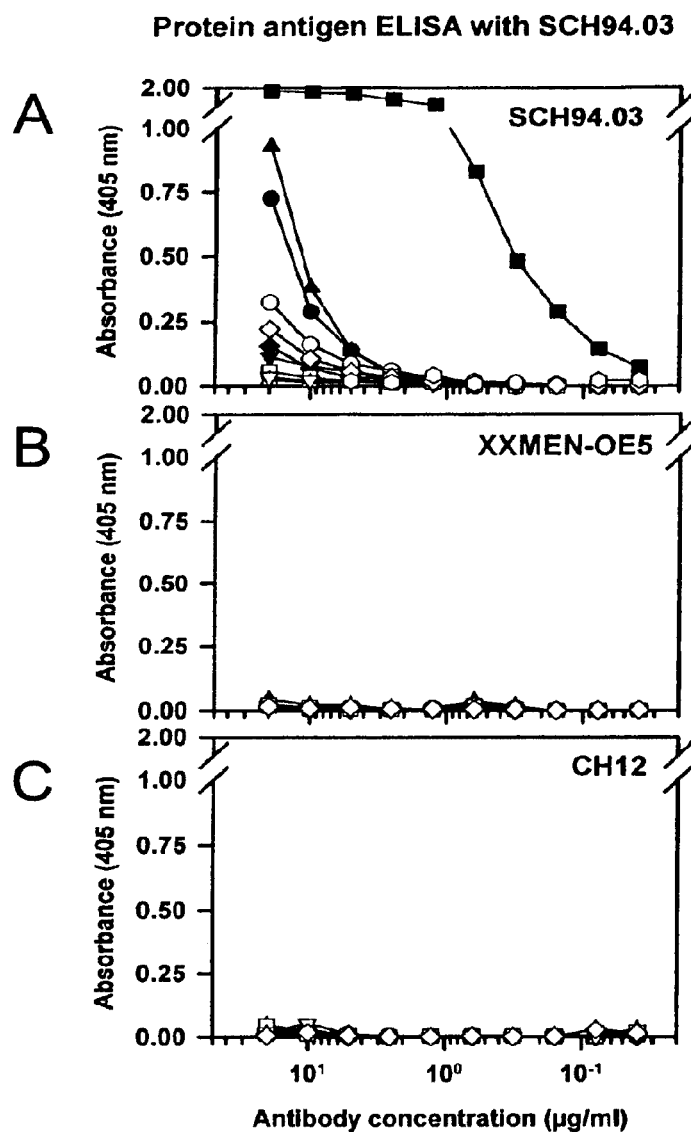 Protein antigen ELISA with SCH94.03
A
SCH94.03
Absorbance (405 nm)
2.00
1.00
0.75
0.50
0.25
0.00
B
XXMEN-OE5
Absorbance (405 nm)
2.00
1.00
0.75
0.50
0.25
0.00
C
CH12
Absorbance (405 nm)
2.00
1.00
0.75
0.50
0.25
0.00
10¹ 10⁰ 10⁻¹
Antibody concentration (µg/ml)